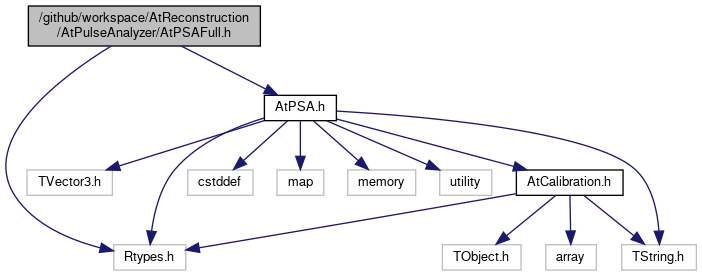 /github/workspace/AtReconstruction
/AtPulseAnalyzer/AtPSAFull.h
AtPSA.h
TVector3.h
cstddef
map
memory
utility
AtCalibration.h
Rtypes.h
TObject.h
array
TString.h